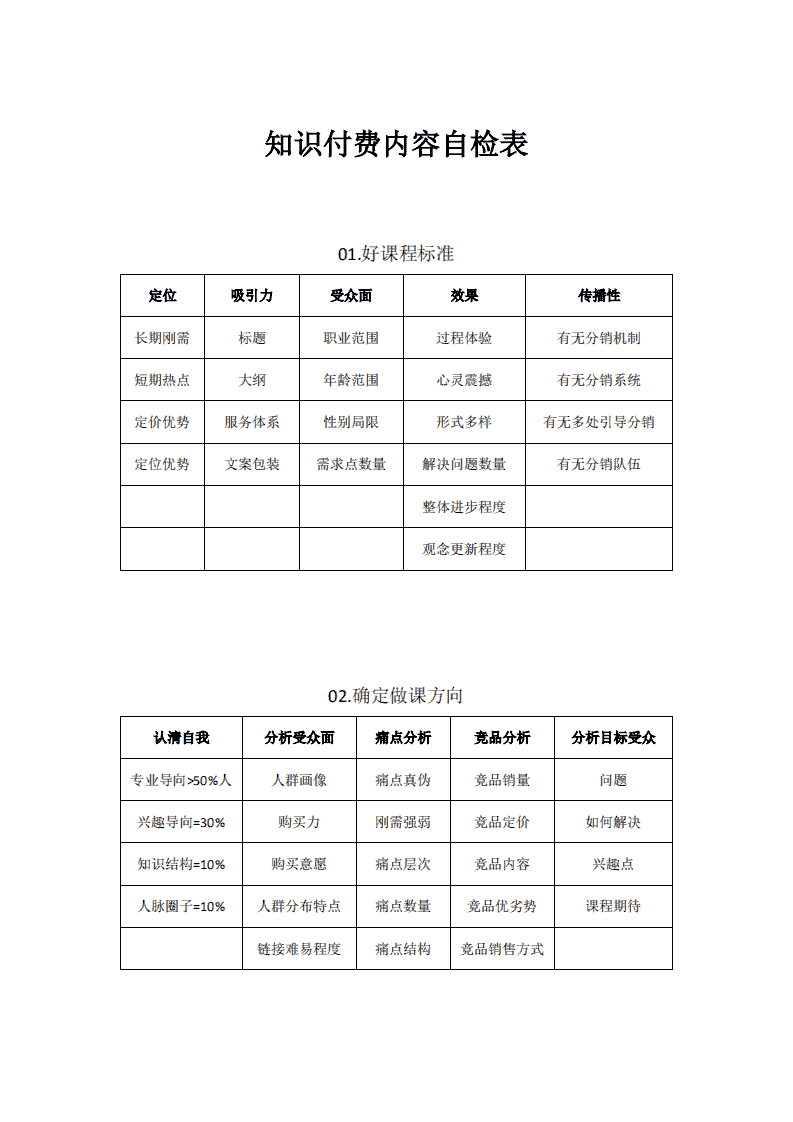 知识付费内容自检表
01.好课程标准
定位 吸引力 受众面 效果 传播性
长期刚需 标题 职业范围 过程体验 有无分销机制
短期热点 大纲 年龄范围 心灵震撼 有无分销系统
定价优势 服务体系 性别局限 形式多样 有无多处引导分销
定位优势 文案包装 需求点数量 解决问题数量 有无分销队伍
整体进步程度
观念更新程度
02.确定做课方向
认清自我 分析受众面 痛点分析 竞品分析 分析目标受众
专业导向>50%人 人群画像 痛点真伪 竞品销量 问题
兴趣导向=30% 购买力 刚需强弱 竞品定价 如何解决
知识结构=10% 购买意愿 痛点层次 竞品内容 兴趣点
人脉圈子=10% 人群分布特点 痛点数量 竞品优劣势 课程期待
链接难易程度 痛点结构 竞品销售方式